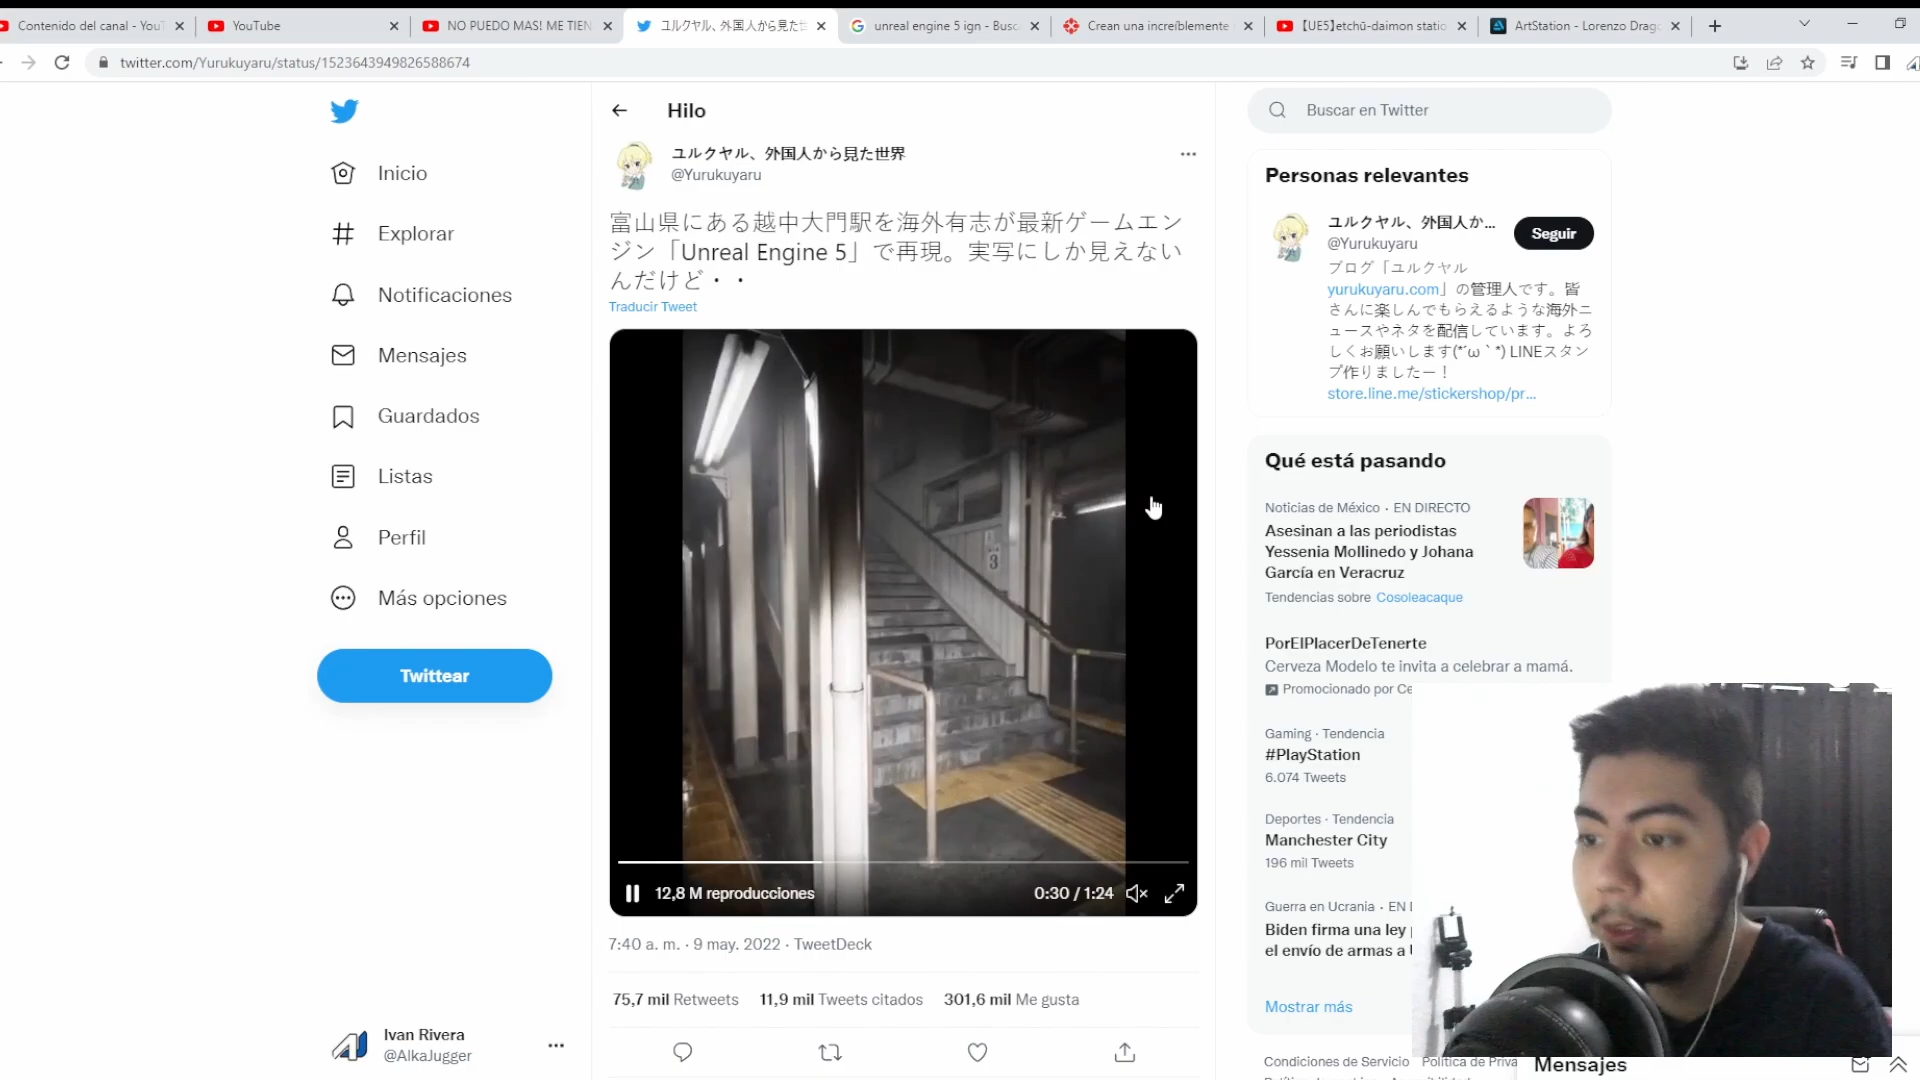 Contenido del canal - YouT
YouTube
NO PUEDO MAS! ME TIEN
ユルクヤル、外国人から見た世
unreal engine 5 ign - Busc
Crean una increíblemente
【UE5】etchū-daimon statio
ArtStation - Lorenzo Drag
twitter.com/Yurukuyaru/status/1523643949826588674
Inicio
Explorar
Notificaciones
Mensajes
Guardados
Listas
Perfil
Más opciones
Twittear
Ivan Rivera
@AlkaJugger
Hilo
ユルクヤル、外国人から見た世界
@Yurukuyaru
富山県にある越中大門駅を海外有志が最新ゲームエン
ジン「Unreal Engine 5」で再現。実写にしか見えない
んだけど・・
Traducir Tweet
3
12,8 M reproducciones
0:30 / 1:24
7:40 a. m. · 9 may. 2022 · TweetDeck
75,7 mil Retweets 11,9 mil Tweets citados 301,6 mil Me gusta
Buscar en Twitter
Personas relevantes
ユルクヤル、外国人か...
@Yurukuyaru
Seguir
ブログ「ユルクヤル
yurukuyaru.com」の管理人です。皆
さんに楽しんでもらえるような海外ニ
ュースやネタを配信しています。よろ
しくお願いします(*´ω｀*) LINEスタン
プ作りましたー！
store.line.me/stickershop/pr...
Qué está pasando
Noticias de México · EN DIRECTO
Asesinan a las periodistas
Yessenia Mollinedo y Johana
García en Veracruz
Tendencias sobre Cosoleacaque
PorElPlacerDeTenerte
Cerveza Modelo te invita a celebrar a mamá.
Promocionado por Ce
Gaming · Tendencia
#PlayStation
6.074 Tweets
Deportes · Tendencia
Manchester City
196 mil Tweets
Guerra en Ucrania · EN
Biden firma una ley
el envío de armas a
Mostrar más
Condiciones de Servicio Política de Priva
Mensajes